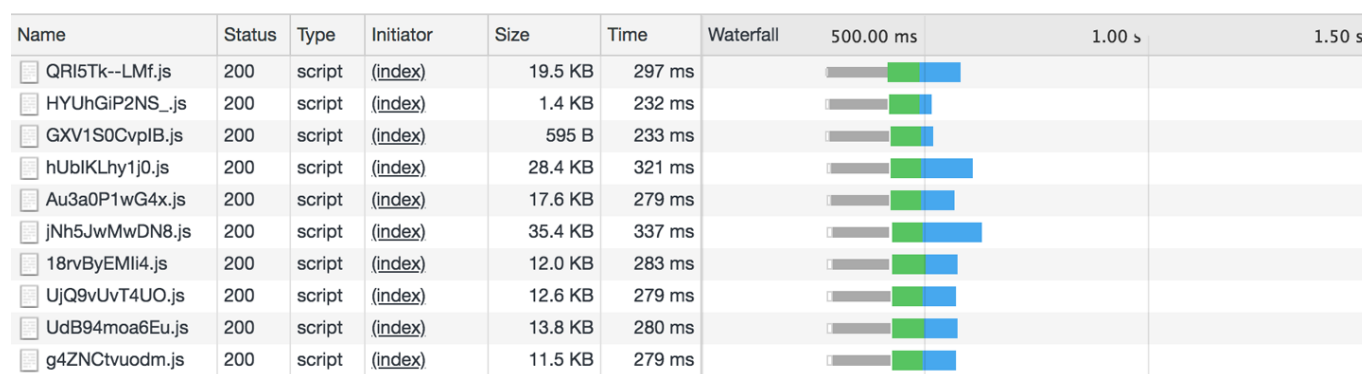 Name Status Type Initiator Size Time Waterfall 500.00 ms 1.00 s 1.50 s
QRI5Tk--LMf.js 200 script (index) 19.5 KB 297 ms
HYUhGiP2NS_.js 200 script (index) 1.4 KB 232 ms
GXV1S0CvpIB.js 200 script (index) 595 B 233 ms
hUbIKLhy1j0.js 200 script (index) 28.4 KB 321 ms
Au3a0P1wG4x.js 200 script (index) 17.6 KB 279 ms
jNh5JwMwDN8.js 200 script (index) 35.4 KB 337 ms
18rvByEMIi4.js 200 script (index) 12.0 KB 283 ms
UjQ9vUvT4UO.js 200 script (index) 12.6 KB 279 ms
UdB94moa6Eu.js 200 script (index) 13.8 KB 280 ms
g4ZNCtvuodm.js 200 script (index) 11.5 KB 279 ms